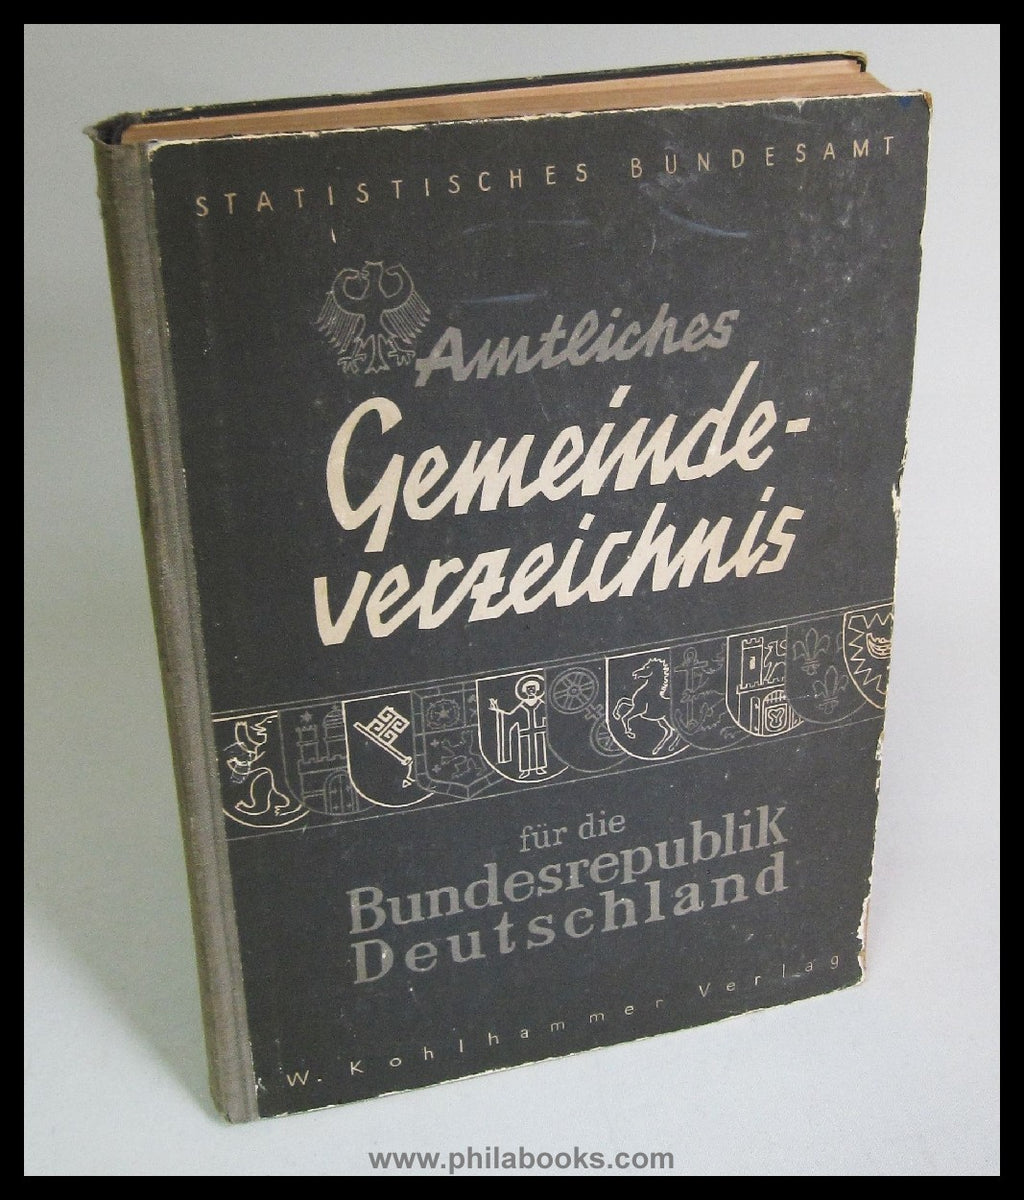 STATISTISCHES BUNDESAMT
Amtliches
Gemeinde-
verzeichnis
für die
Bundesrepublik
Deutschland
W. Kohlhammer Verlag
www.philabooks.com